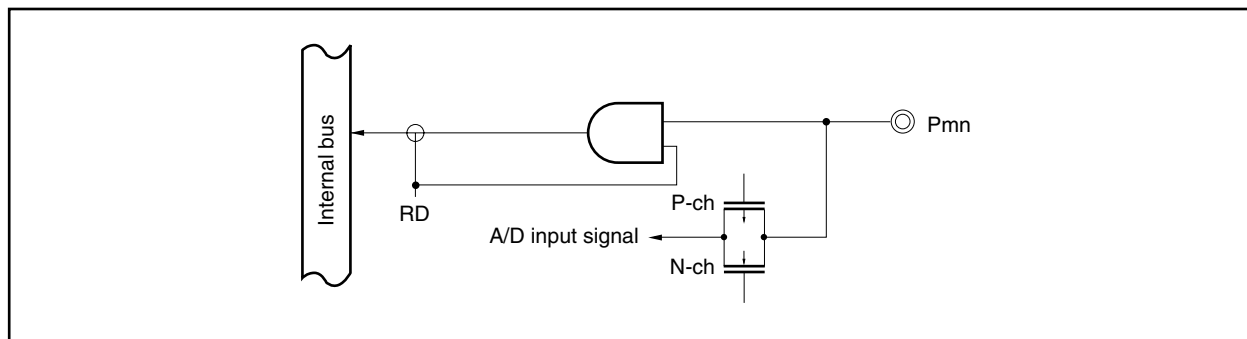 Internal bus
Pmn
RD
P-ch
A/D input signal
N-ch